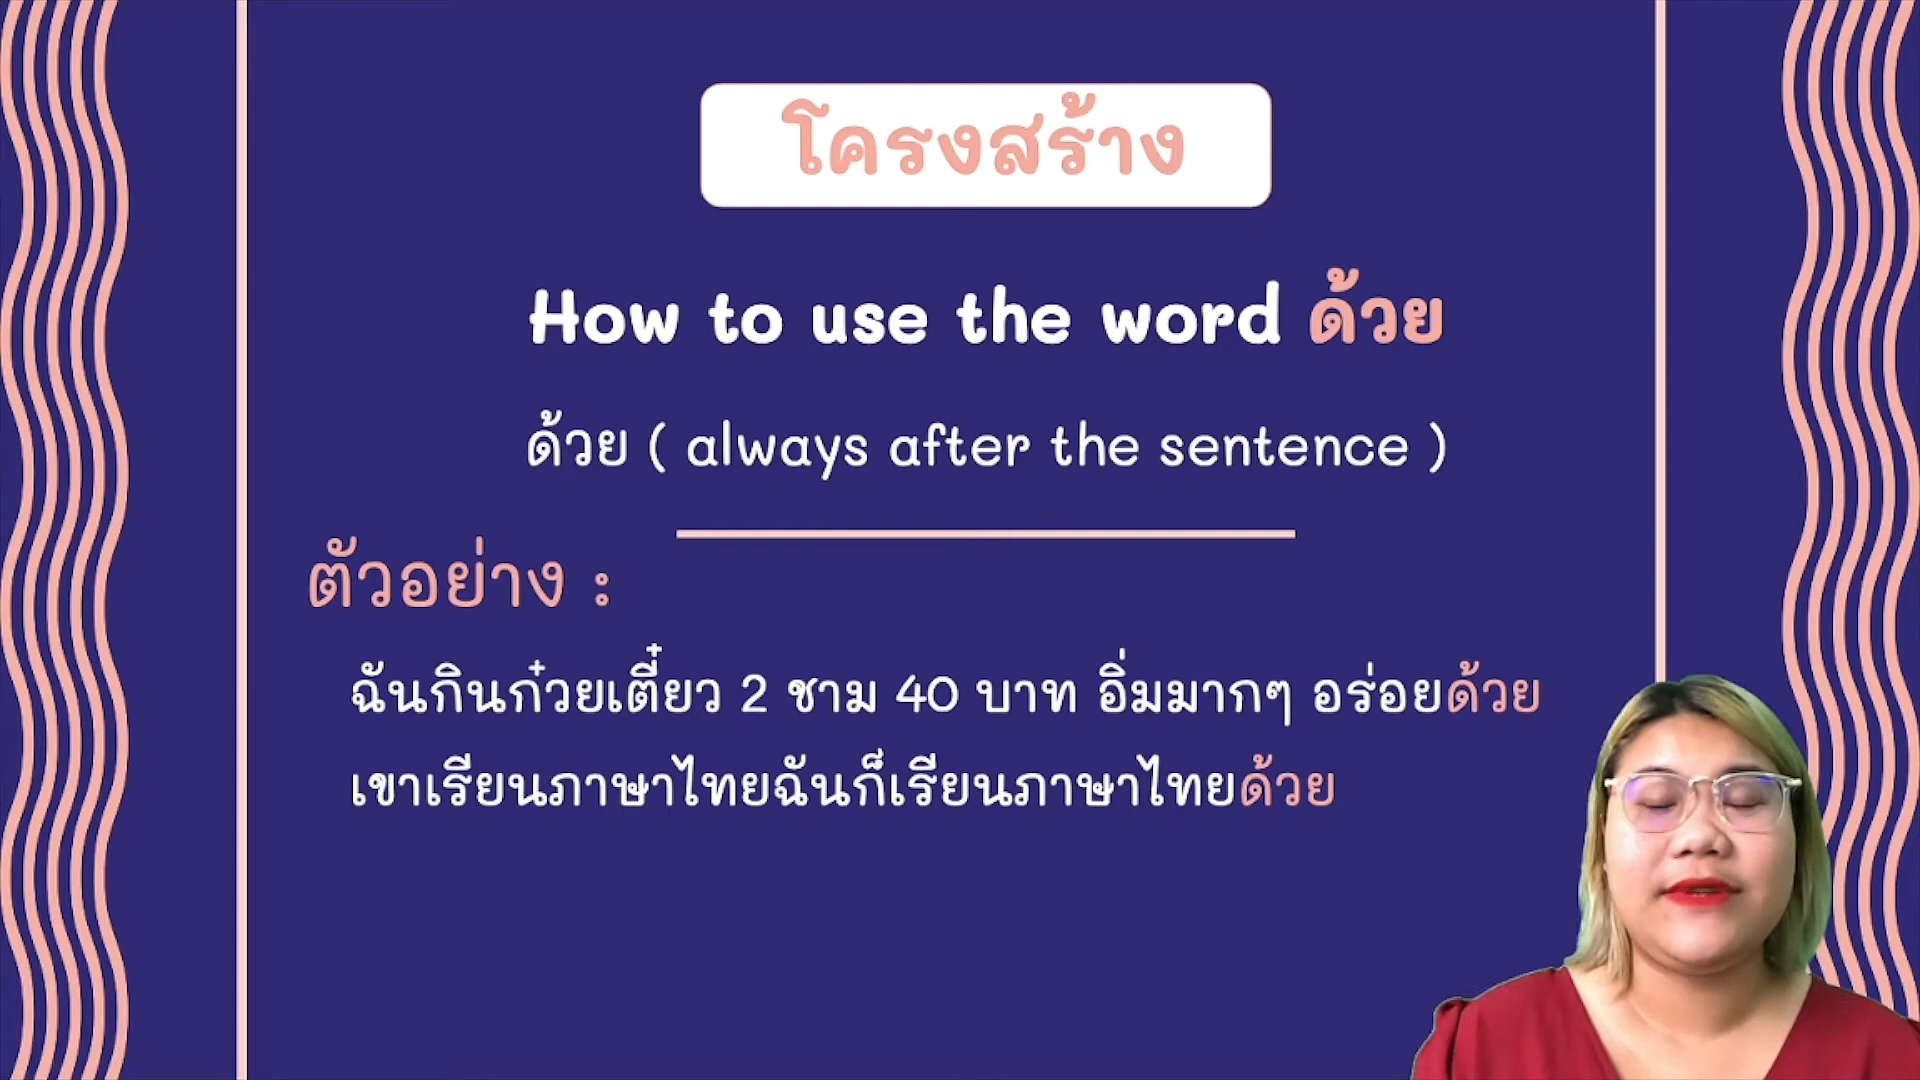 โครงสร้าง
How to use the word ด้วย
ด้วย ( always after the sentence )
ตัวอย่าง :
ฉันกินก๋วยเตี๋ยว 2 ชาม 40 บาท อิ่มมากๆ อร่อยด้วย
เขาเรียนภาษาไทยฉันก็เรียนภาษาไทยด้วย